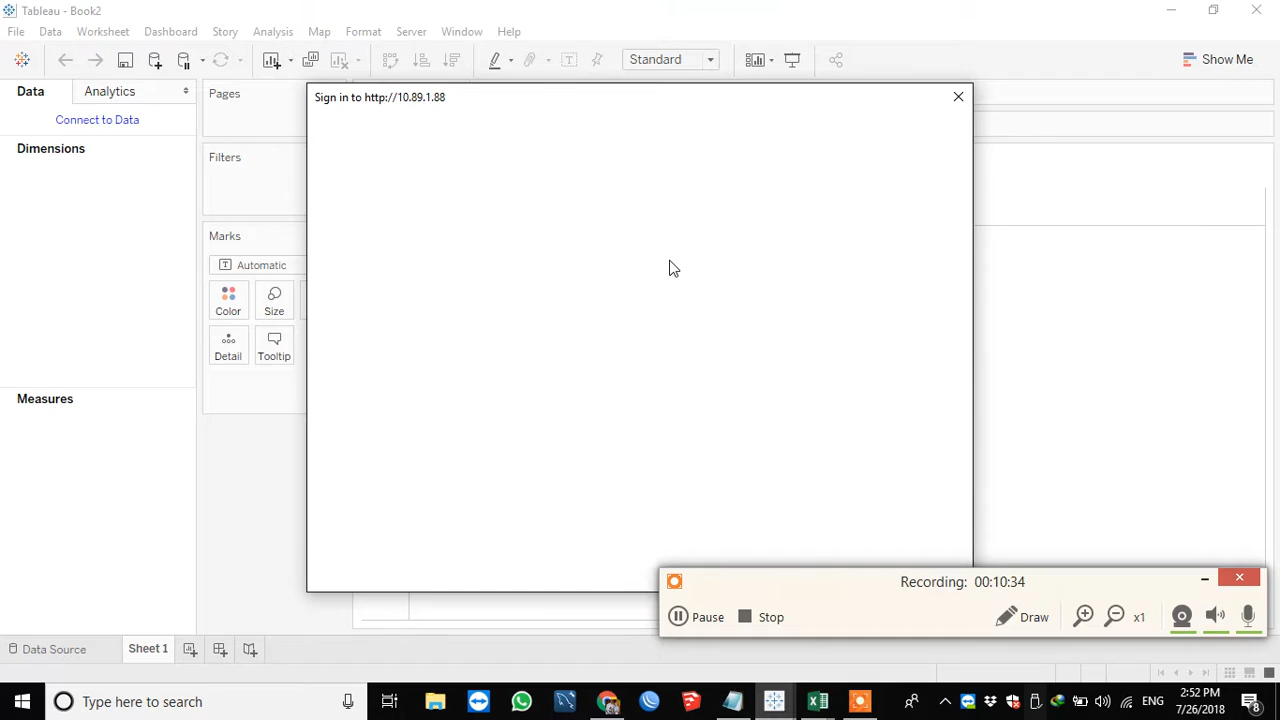 Tableau - Book2
File Data Worksheet Dashboard Story Analysis Map Format Server Window Help
Standard
Show Me
Data Analytics
Pages
Sign in to http://10.89.1.88
Connect to Data
Dimensions
Filters
Marks
Automatic
Color Size
Detail Tooltip
Measures
Recording: 00:10:34
Pause Stop Draw x1
Data Source Sheet 1
Type here to search
ENG
2:52 PM
7/26/2018
8